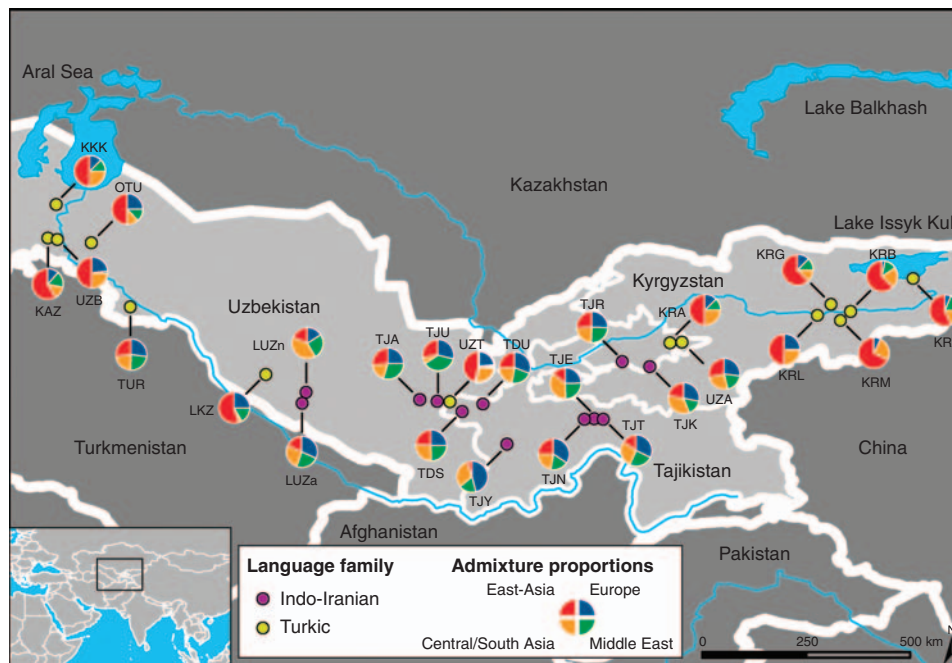 Aral Sea
Lake Balkhash
KKK
Kazakhstan
OTU
Lake Issyk Kul
KRG
KRB
Kyrgyzstan
KAZ
UZB
Uzbekistan
TJR
KRA
TJA
TJU
UZT
TDU
TJE
LUZn
KR
TUR
KRL
KRM
UZA
LKZ
TJK
TJT
China
Turkmenistan
LUZa
TDS
TJY
TJN
Tajikistan
Afghanistan
Pakistan
Language family
Indo-Iranian
Turkic
Admixture proportions
East-Asia
Europe
Central/South Asia
Middle East
0
250
500 km
N